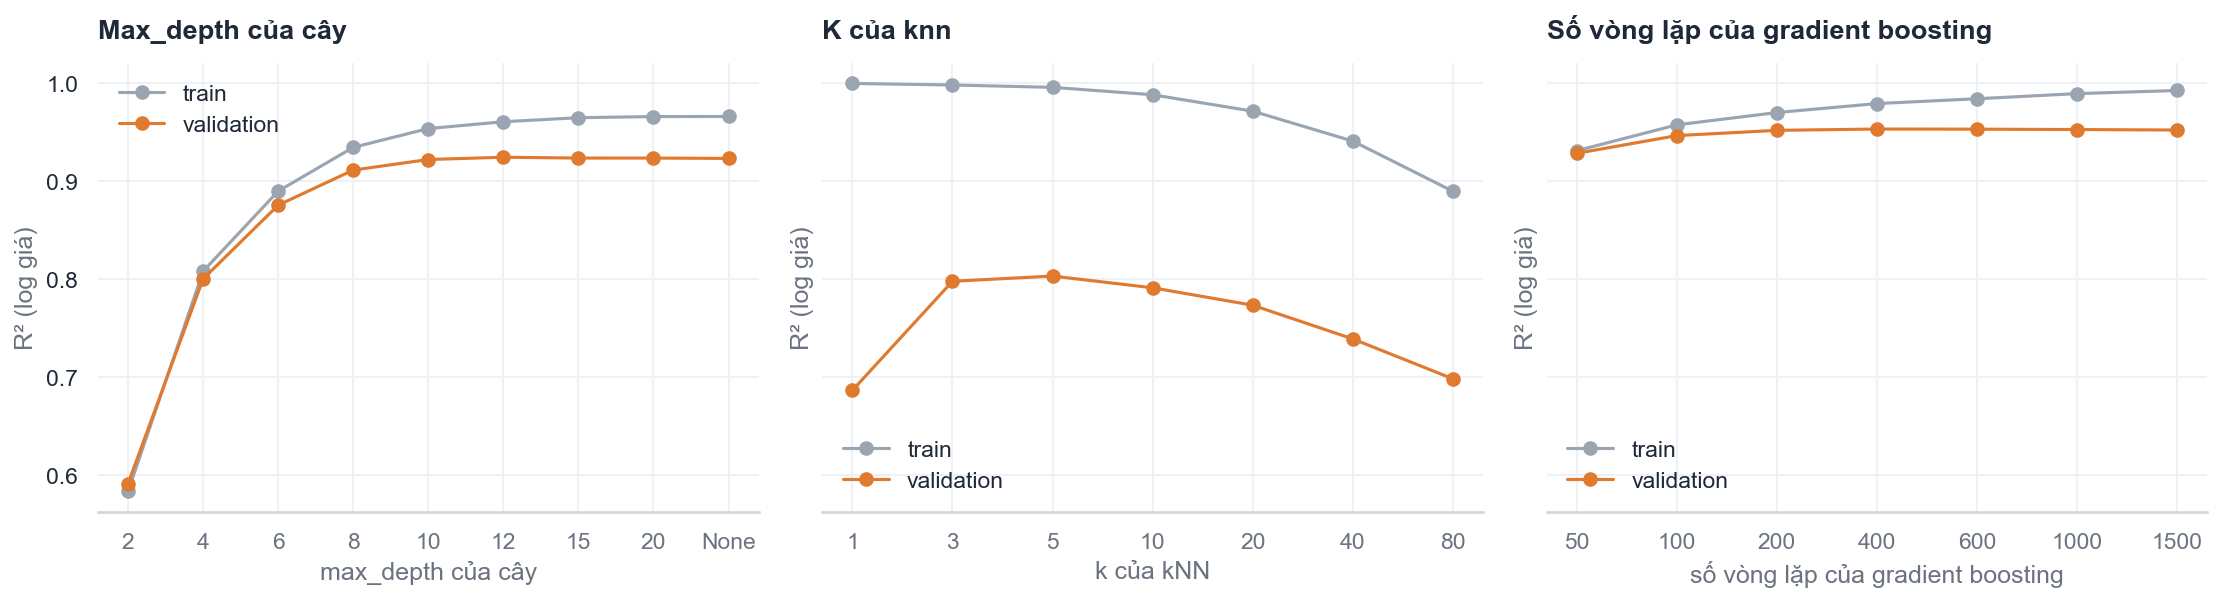 Max_depth của cây
K của knn
Số vòng lặp của gradient boosting
R² (log giá)
1.0
0.9
0.8
0.7
0.6
train
validation
2 4 6 8 10 12 15 20 None
max_depth của cây
R² (log giá)
train
validation
1 3 5 10 20 40 80
k của kNN
R² (log giá)
train
validation
50 100 200 400 600 1000 1500
số vòng lặp của gradient boosting